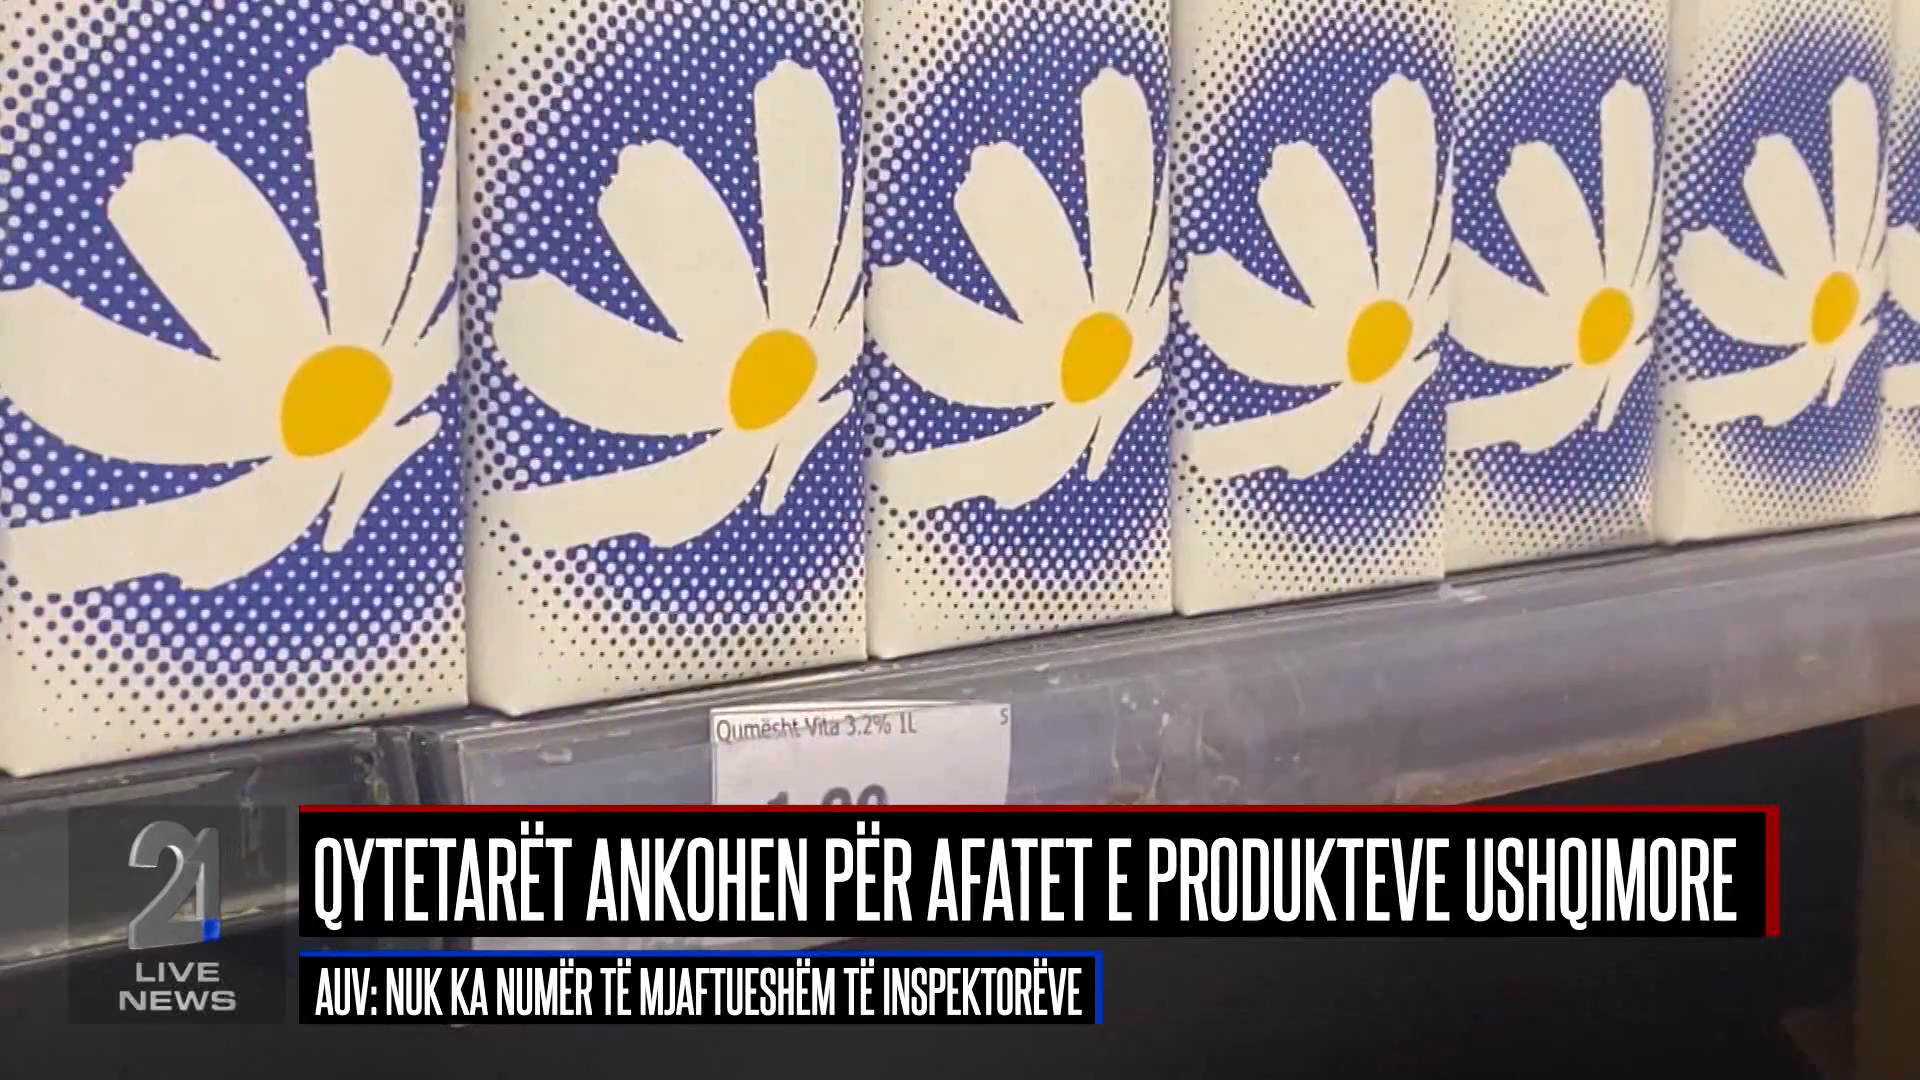 Qumësht Vita 3.2% 1L
S
21
LIVE
NEWS
QYTETARËT ANKOHEN PËR AFATET E PRODUKTEVE USHQIMORE
AUV: NUK KA NUMËR TË MJAFTUESHËM TË INSPEKTORËVE